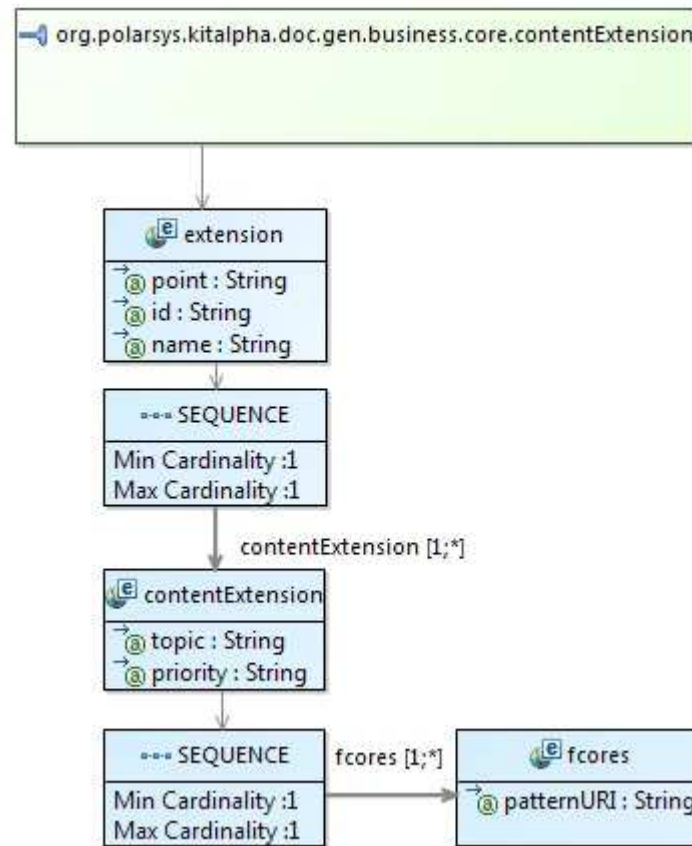 org.polarsys.kitalpha.doc.gen.business.core.contentExtension
extension
point : String
id : String
name : String
SEQUENCE
Min Cardinality :1
Max Cardinality :1
contentExtension [1;*]
contentExtension
topic : String
priority : String
SEQUENCE
Min Cardinality :1
Max Cardinality :1
fcores [1;*]
fcores
patternURI : String